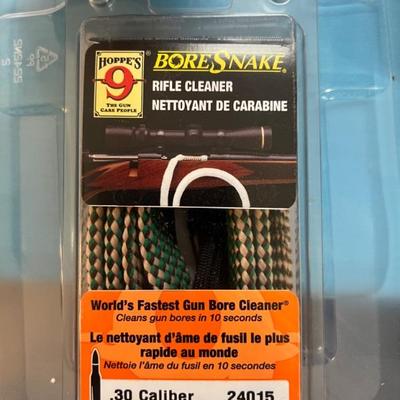 HOPPE'S
9
THE GUN
CARE PEOPLE
BORESNAKE®
RIFLE CLEANER
NETTOYANT DE CARABINE
World's Fastest Gun Bore Cleaner®
Cleans gun bores in 10 seconds
Le nettoyant d'âme de fusil le plus
rapide au monde
Nettoie l'âme du fusil en 10 secondes
.30 Caliber
24015